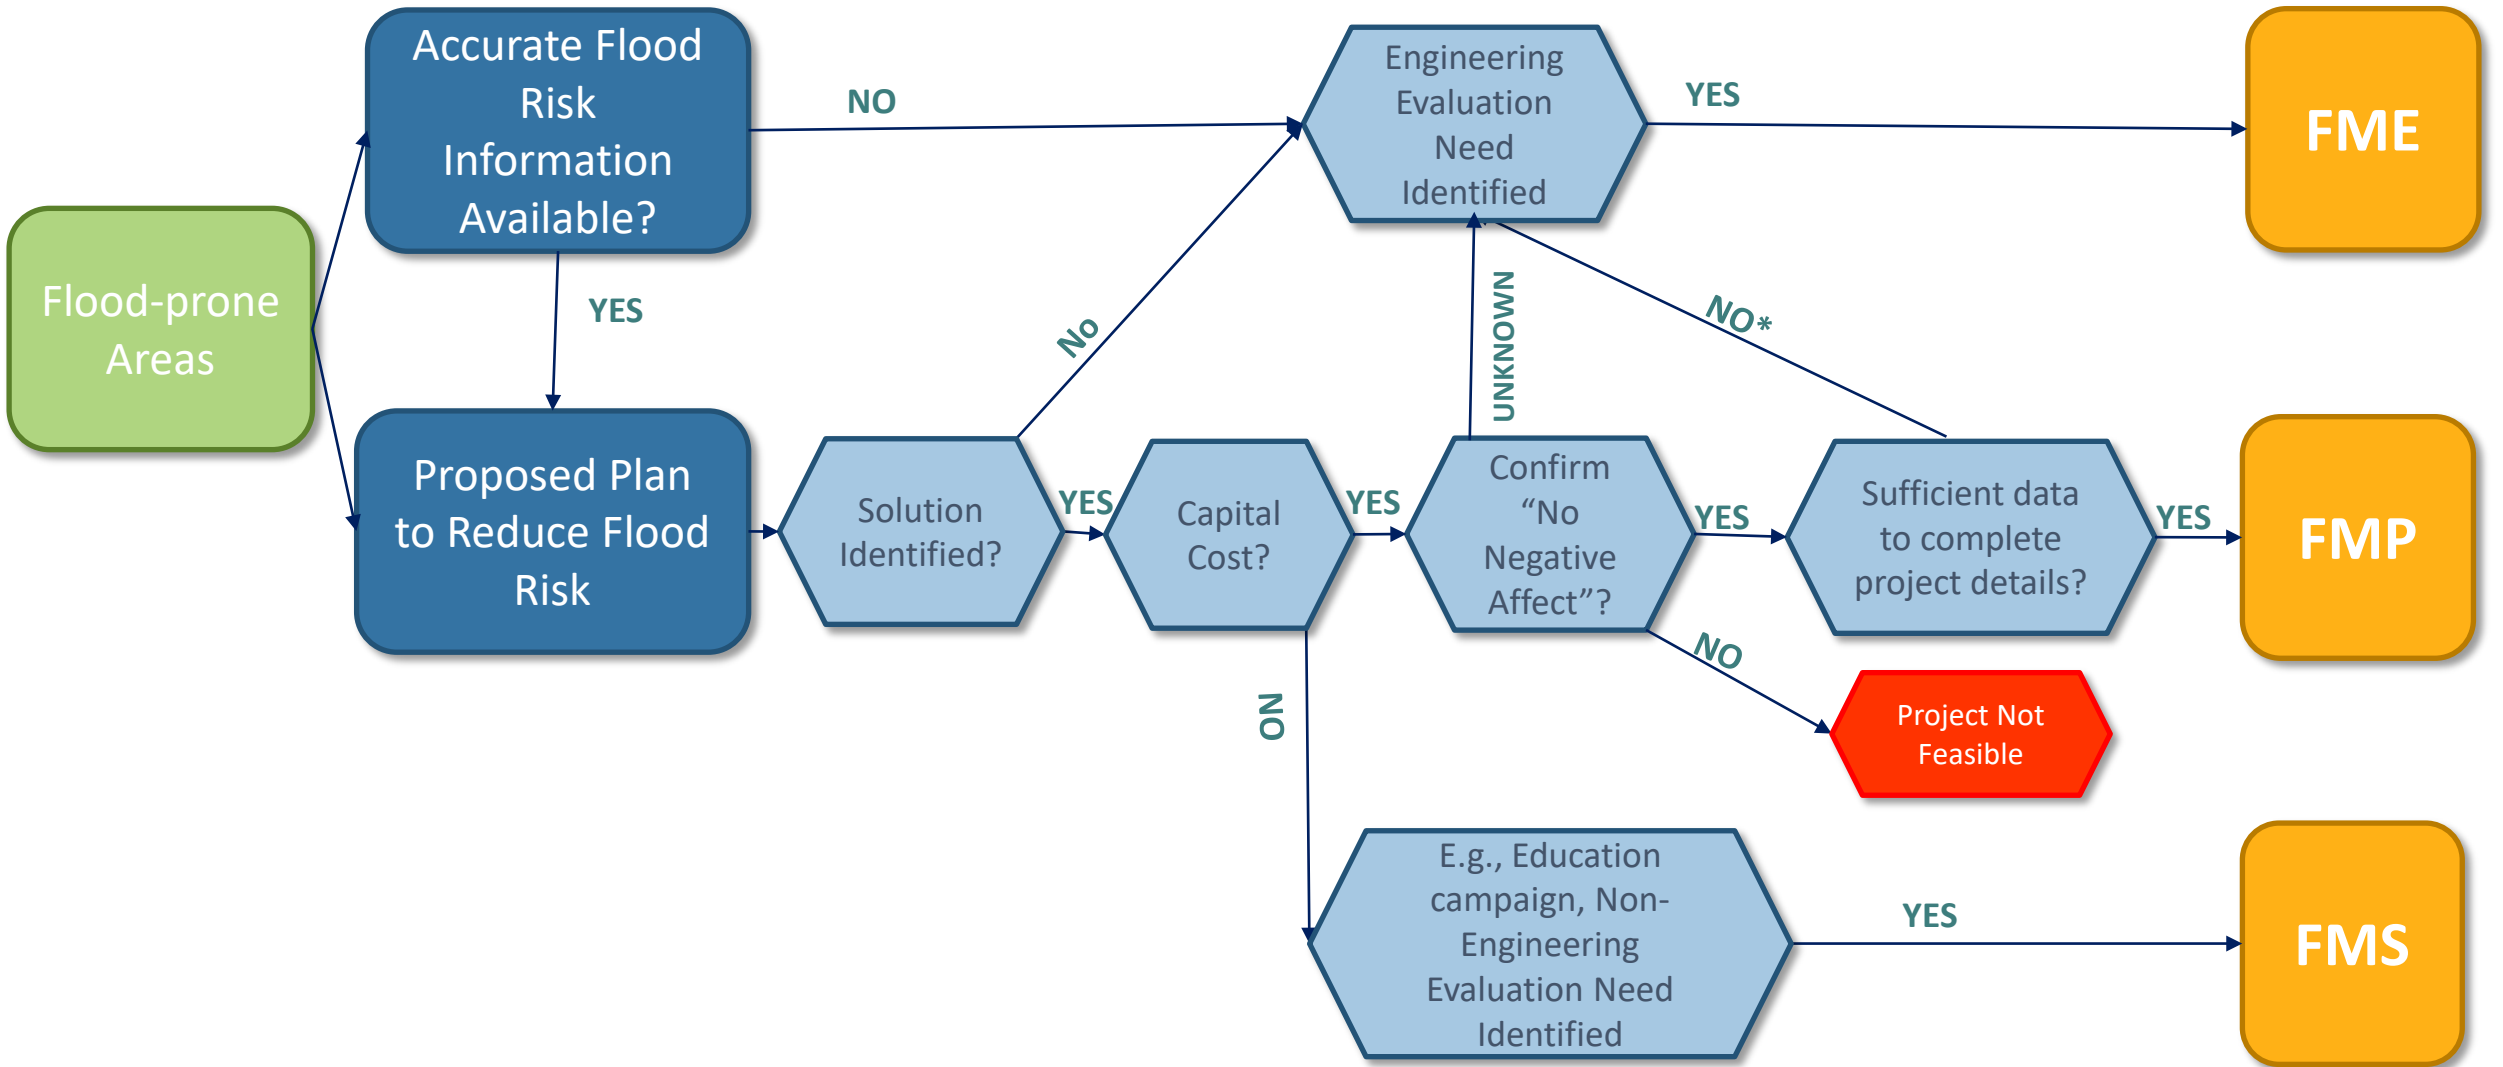 Flood-prone
Areas
Accurate Flood
Risk
Information
Available?
NO
YES
Proposed Plan
to Reduce Flood
Risk
Solution
Identified?
No
YES
Capital
Cost?
YES
NO
Confirm
“No
Negative
Affect”?
UNKNOWN
YES
NO
Engineering
Evaluation
Need
Identified
YES
FME
Sufficient data
to complete
project details?
NO*
YES
FMP
Project Not
Feasible
E.g., Education
campaign, Non-
Engineering
Evaluation Need
Identified
YES
FMS